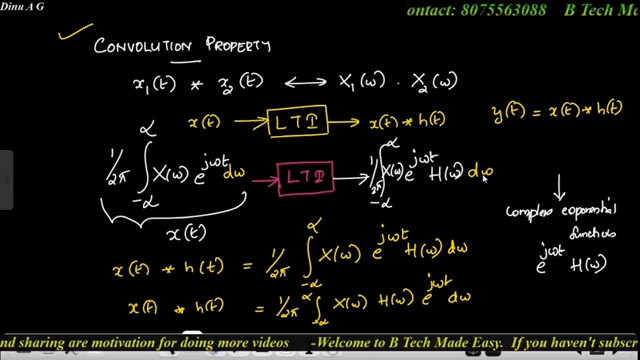 Dinu A G
ontact: 8075563088 B Tech Mad
CONVOLUTION PROPERTY
x₁(t) * x₂(t) ⟷ X₁(ω) . X₂(ω)
x(t) → LTI → x(t) * h(t)
y(t) = x(t) * h(t)
1/2π ∫_{-α}^{α} X(ω) e^{jωt} dω → LTI → 1/2π ∫_{-α}^{α} X(ω) e^{jωt} H(ω) dω
x(t)
complex exponential
function
e^{jωt} H(ω)
x(t) * h(t) = 1/2π ∫_{-α}^{α} X(ω) e^{jωt} H(ω) dω
x(t) * h(t) = 1/2π ∫_{-α}^{α} X(ω) H(ω) e^{jωt} dω
nd sharing are motivation for doing more videos -Welcome to B Tech Made Easy. If you haven't subscr